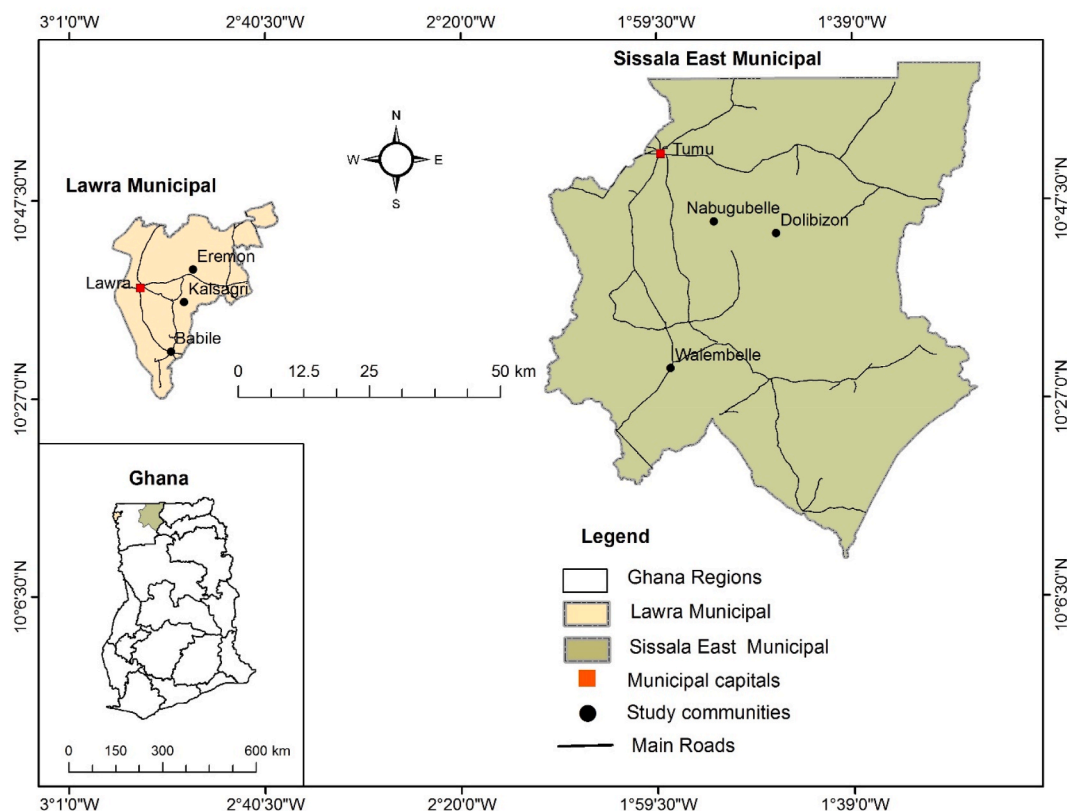 3°1'0"W 2°40'30"W 2°20'0"W 1°59'30"W 1°39'0"W
Sissala East Municipal
N
W E
S
Tumu
Lawra Municipal
10°47'30"N 10°47'30"N
Nabugubelle
Dolibizon
Eremon
Lawra
Kalsagri
Babile
Walembelle
0 12.5 25 50 km
10°27'0"N 10°27'0"N
Ghana
Legend
Ghana Regions
Lawra Municipal
Sissala East Municipal
Municipal capitals
Study communities
Main Roads
10°6'30"N 10°6'30"N
0 150 300 600 km
3°1'0"W 2°40'30"W 2°20'0"W 1°59'30"W 1°39'0"W